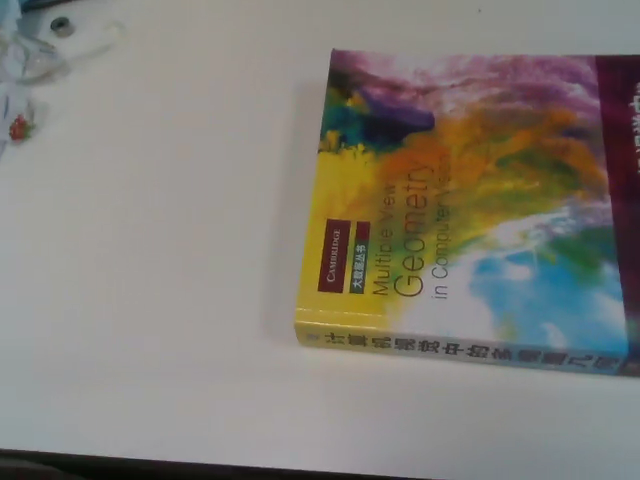 CAMBRIDGE
大数据丛书
Multiple View
Geometry
in Computer Vision
计算机视觉中的多视图几何